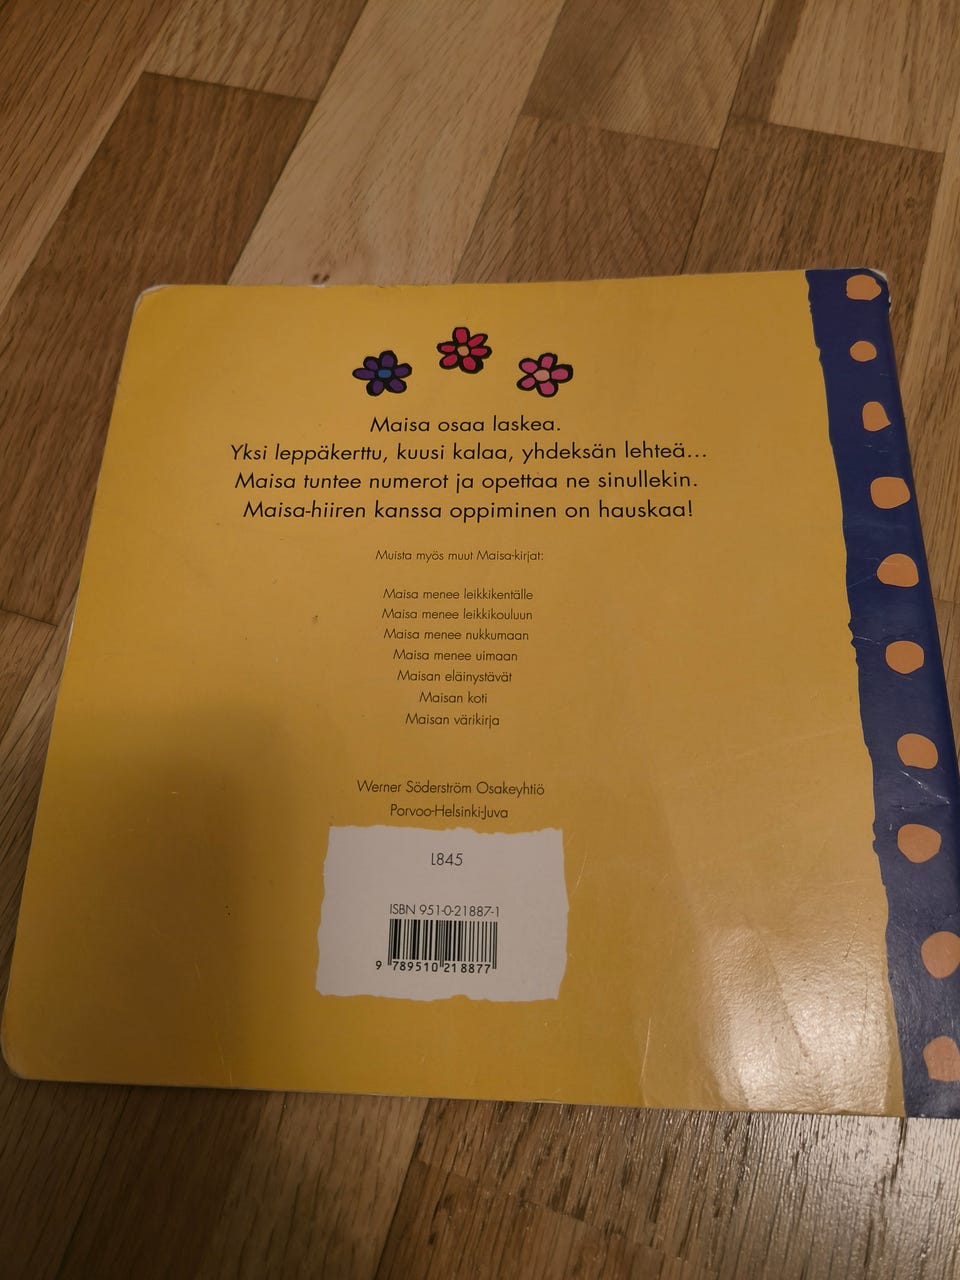 Maisa osaa laskea.
Yksi leppäkerttu, kuusi kalaa, yhdeksän lehteä...
Maisa tuntee numerot ja opettaa ne sinullekin.
Maisa-hiiren kanssa oppiminen on hauskaa!
Muista myös muut Maisa-kirjat:
Maisa menee leikkikentälle
Maisa menee leikkikouluun
Maisa menee nukkumaan
Maisa menee uimaan
Maisan eläinystävät
Maisan koti
Maisan värikirja
Werner Söderström Osakeyhtiö
Porvoo-Helsinki-Juva
L845
ISBN 951-0-21887-1
9 789510 218877